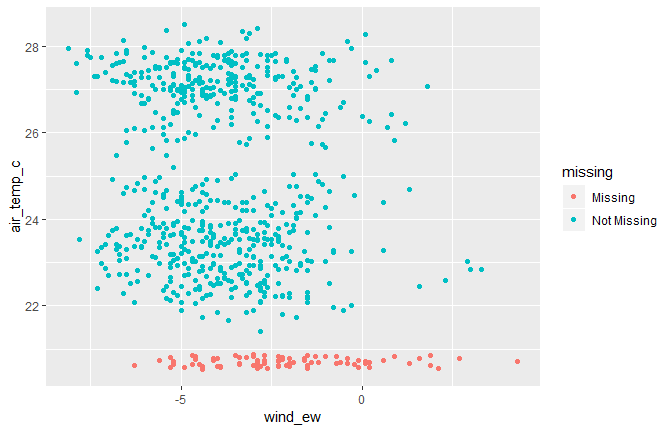 28
26
24
22
air_temp_c
-5
0
wind_ew
missing
Missing
Not Missing